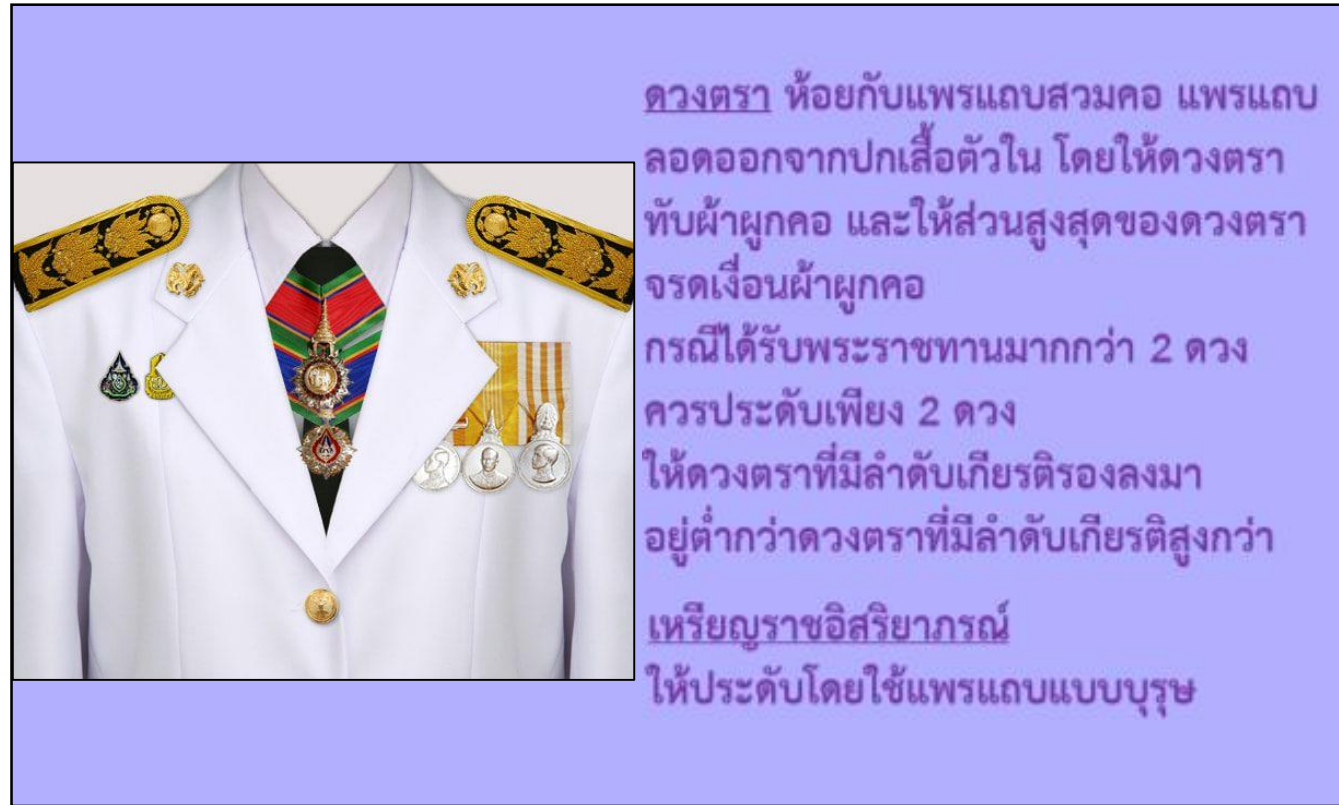 ดวงตรา ห้อยกับแพรแถบสวมคอ แพรแถบ
ลอดออกจากปกเสื้อตัวใน โดยให้ดวงตรา
ทับผ้าผูกคอ และให้ส่วนสูงสุดของดวงตรา
จรดเงื่อนผ้าผูกคอ
กรณีได้รับพระราชทานมากกว่า 2 ดวง
ควรประดับเพียง 2 ดวง
ให้ดวงตราที่มีลำดับเกียรติรองลงมา
อยู่ต่ำกว่าดวงตราที่มีลำดับเกียรติสูงกว่า
เหรียญราชอิสริยาภรณ์
ให้ประดับโดยใช้แพรแถบแบบบุรุษ